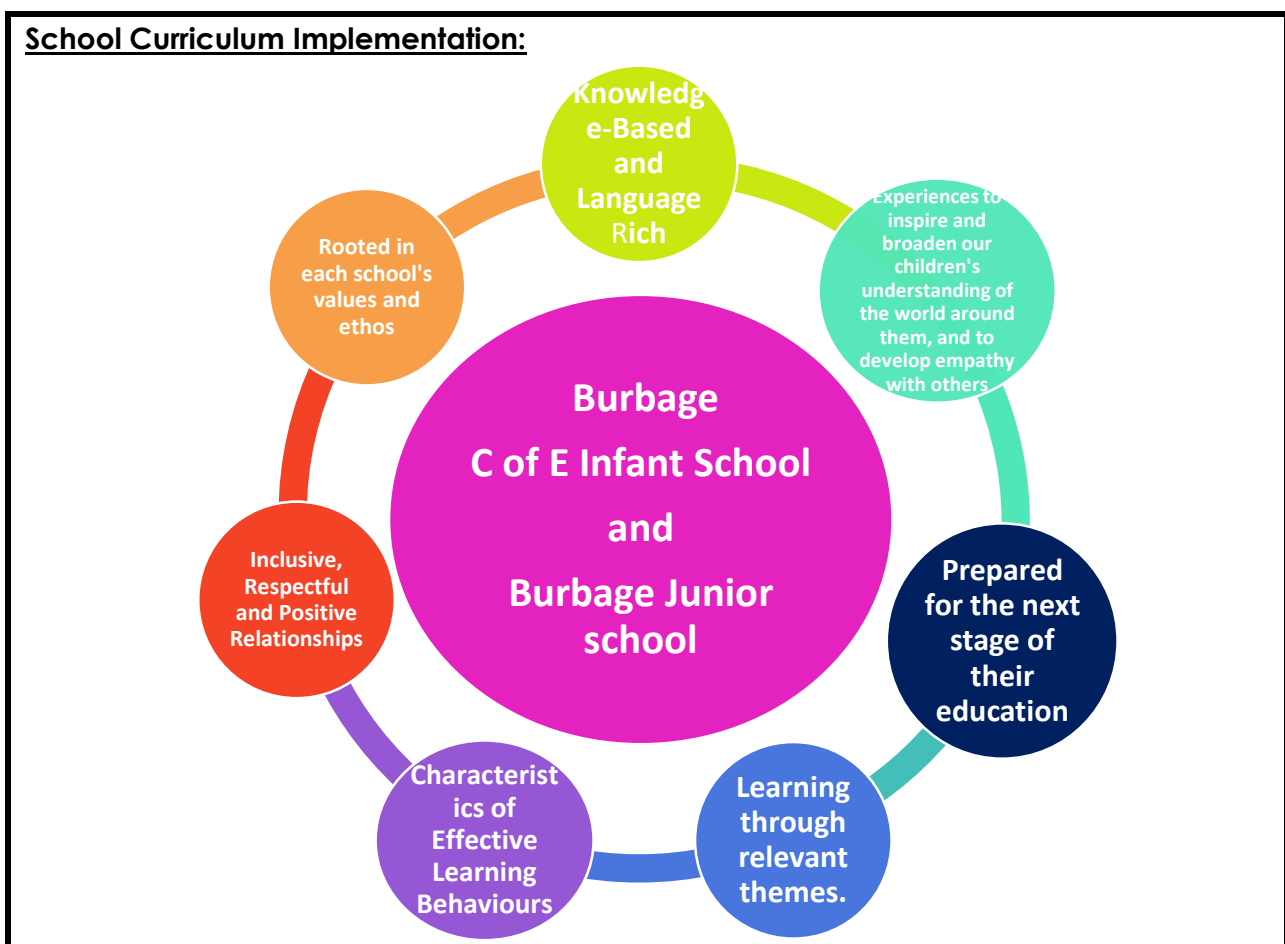 School Curriculum Implementation:
Knowledg
e-Based
and
Language
Rich
Experiences to
inspire and
broaden our
children's
understanding of
the world around
them, and to
develop empathy
with others
Prepared
for the next
stage of
their
education
Learning
through
relevant
themes.
Characterist
ics of
Effective
Learning
Behaviours
Inclusive,
Respectful
and Positive
Relationships
Rooted in
each school's
values and
ethos
Burbage
C of E Infant School
and
Burbage Junior
school